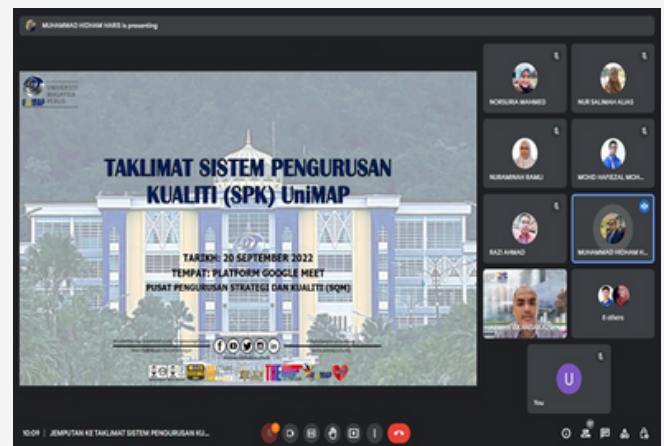 MUHAMMAD HIDHAM HARIS is presenting
UNIVERSITI
MALAYSIA
PERLIS
TAKLIMAT SISTEM PENGURUSAN
KUALITI (SPK) UniMAP
TARIKH: 20 SEPTEMBER 2022
TEMPAT: PLATFORM GOOGLE MEET
PUSAT PENGURUSAN STRATEGI DAN KUALITI (SQM)
NORSURIA MAHMED
NUR SALIMAH ALIAS
NURAMINAH RAMLI
MOHD HAFIEZAL MOH...
RAZI AHMAD
MUHAMMAD HIDHAM H...
8 others
U
You
10:09 | JEMPUTAN KE TAKLIMAT SISTEM PENGURUSAN KU...